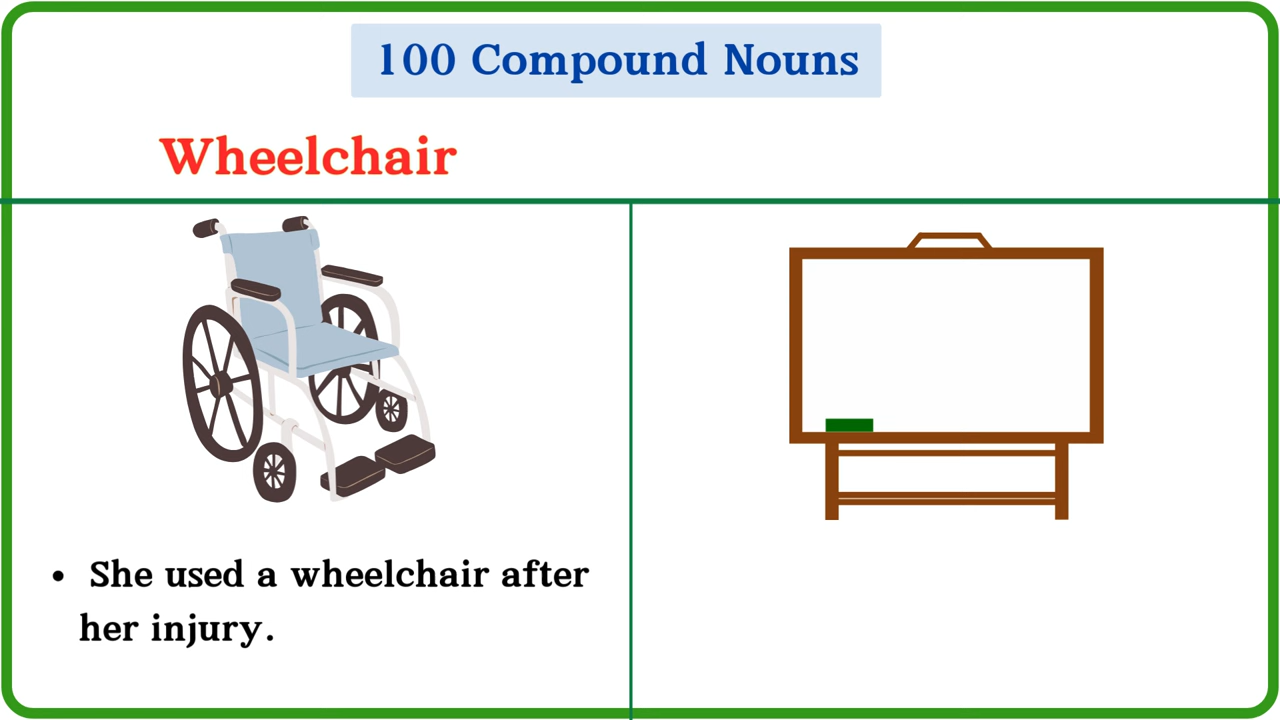 100 Compound Nouns
Wheelchair
• She used a wheelchair after
her injury.